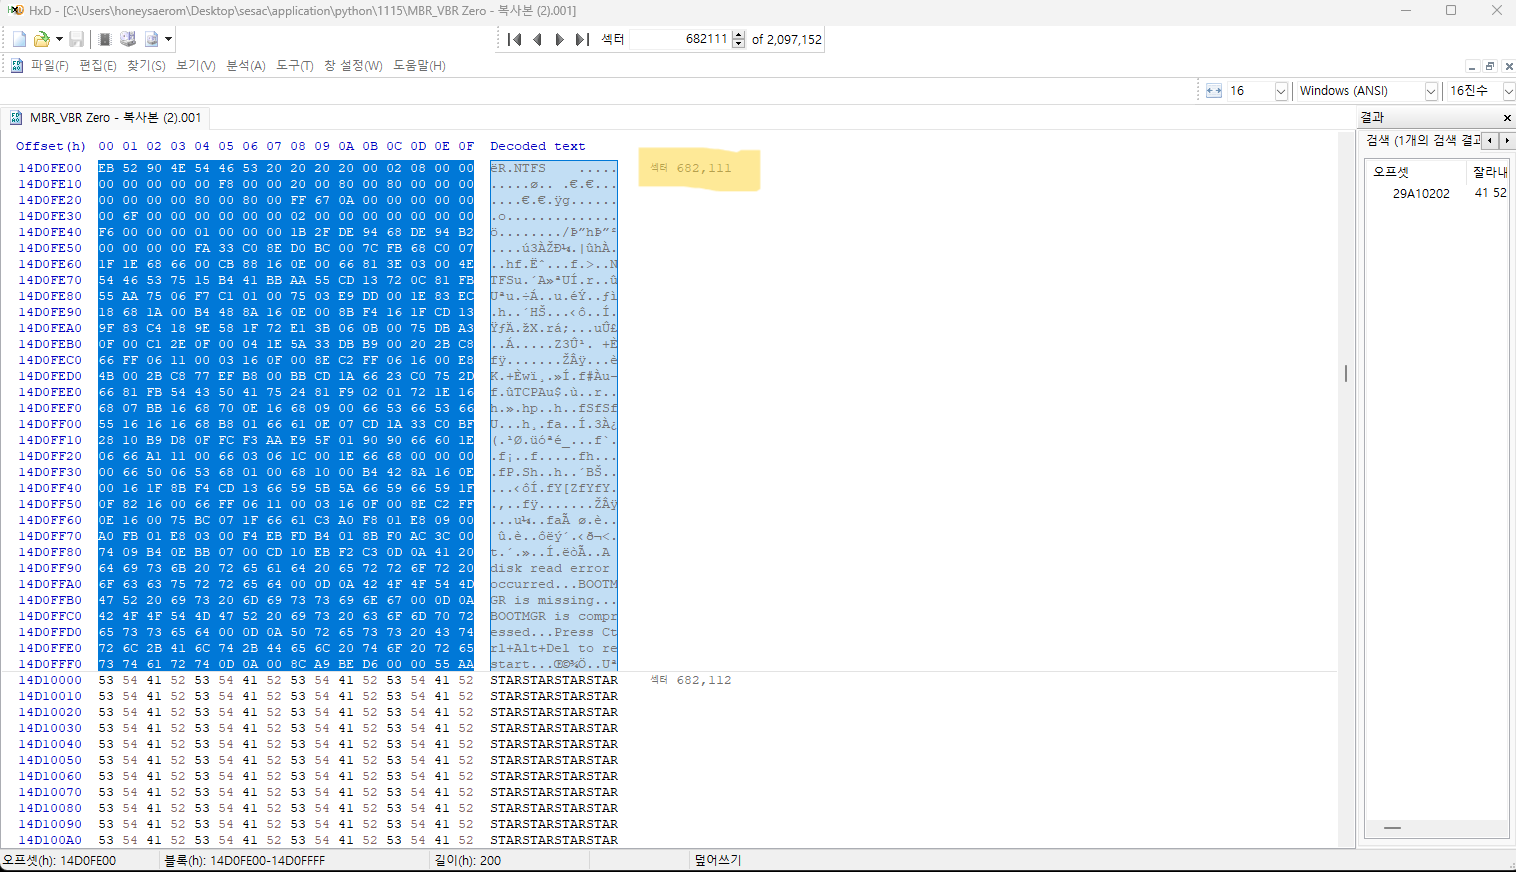 HxD - [C:\Users\honeysaerom\Desktop\sesac\application\python\1115\MBR_VBR Zero - 복사본 (2).001]
섹터 682111 of 2,097,152
파일(F) 편집(E) 찾기(S) 보기(V) 분석(A) 도구(T) 창 설정(W) 도움말(H)
16 Windows (ANSI) 16진수
MBR_VBR Zero - 복사본 (2).001
Offset(h) 00 01 02 03 04 05 06 07 08 09 0A 0B 0C 0D 0E 0F Decoded text
14D0FE00 EB 52 90 4E 54 46 53 20 20 20 20 00 02 08 00 00 ëR.NTFS    ..... 섹터 682,111
14D0FE10 00 00 00 00 00 F8 00 00 20 00 80 00 80 00 00 00 .....ø.. .€.€...
14D0FE20 00 00 00 00 80 00 80 00 FF 67 0A 00 00 00 00 00 ....€.€.ÿg......
14D0FE30 00 6F 00 00 00 00 00 00 02 00 00 00 00 00 00 00 .o..............
14D0FE40 F6 00 00 00 01 00 00 00 1B 2F DE 94 68 DE 94 B2 ö......../Þ”hÞ”²
14D0FE50 00 00 00 00 FA 33 C0 8E D0 BC 00 7C FB 68 C0 07 ....ú3ÀŽÐ¼.|ûhÀ.
14D0FE60 1F 1E 68 66 00 CB 88 16 0E 00 66 81 3E 03 00 4E ..hf.Ëˆ...f.>..N
14D0FE70 54 46 53 75 15 B4 41 BB AA 55 CD 13 72 0C 81 FB TFSu.´A»ªUÍ.r..û
14D0FE80 55 AA 75 06 F7 C1 01 00 75 03 E9 DD 00 1E 83 EC Uªu.÷Á..u.éÝ..ƒì
14D0FE90 18 68 1A 00 B4 48 8A 16 0E 00 8B F4 16 1F CD 13 .h..´HŠ...‹ô..Í.
14D0FEA0 9F 83 C4 18 9E 58 1F 72 E1 3B 06 0B 00 75 DB A3 ŸƒÄ.žX.rá;...uÛ£
14D0FEB0 0F 00 C1 2E 0F 00 04 1E 5A 33 DB B9 00 20 2B C8 ..Á.....Z3Û¹. +È
14D0FEC0 66 FF 06 11 00 03 16 0F 00 8E C2 FF 06 16 00 E8 fÿ.......ŽÂÿ...è
14D0FED0 4B 00 2B C8 77 EF B8 00 BB CD 1A 66 23 C0 75 2D K.+Èwï¸.»Í.f#Àu-
14D0FEE0 66 81 FB 54 43 50 41 75 24 81 F9 02 01 72 1E 16 f.ûTCPAu$.ù..r..
14D0FEF0 68 07 BB 16 68 70 0E 16 68 09 00 66 53 66 53 66 h.».hp..h..fSfSf
14D0FF00 55 16 16 16 68 B8 01 66 61 0E 07 CD 1A 33 C0 BF U...h¸.fa..Í.3À¿
14D0FF10 28 10 B9 D8 0F FC F3 AA E9 5F 01 90 90 66 60 1E (.¹Ø.üóªé_...f`.
14D0FF20 06 66 A1 11 00 66 03 06 1C 00 1E 66 68 00 00 00 .f¡..f.....fh...
14D0FF30 00 66 50 06 53 68 01 00 68 10 00 B4 42 8A 16 0E .fP.Sh..h..´BŠ..
14D0FF40 00 16 1F 8B F4 CD 13 66 59 5B 5A 66 59 66 59 1F ...‹ôÍ.fY[ZfYfY.
14D0FF50 0F 82 16 00 66 FF 06 11 00 03 16 0F 00 8E C2 FF .‚..fÿ.......ŽÂÿ
14D0FF60 0E 16 00 75 BC 07 1F 66 61 C3 A0 F8 01 E8 09 00 ...u¼..faÃ ø.è..
14D0FF70 A0 FB 01 E8 03 00 F4 EB FD B4 01 8B F0 AC 3C 00  û.è..ôëý´.‹ð¬<.
14D0FF80 74 09 B4 0E BB 07 00 CD 10 EB F2 C3 0D 0A 41 20 t.´.»..Í.ëòÃ..A
14D0FF90 64 69 73 6B 20 72 65 61 64 20 65 72 72 6F 72 20 disk read error
14D0FFA0 6F 63 63 75 72 72 65 64 00 0D 0A 42 4F 4F 54 4D occurred...BOOTM
14D0FFB0 47 52 20 69 73 20 6D 69 73 73 69 6E 67 00 0D 0A GR is missing...
14D0FFC0 42 4F 4F 54 4D 47 52 20 69 73 20 63 6F 6D 70 72 BOOTMGR is compr
14D0FFD0 65 73 73 65 64 00 0D 0A 50 72 65 73 73 20 43 74 essed...Press Ct
14D0FFE0 72 6C 2B 41 6C 74 2B 44 65 6C 20 74 6F 20 72 65 rl+Alt+Del to re
14D0FFF0 73 74 61 72 74 0D 0A 00 8C A9 BE D6 00 00 55 AA start...Œ©¾Ö..Uª
14D10000 53 54 41 52 53 54 41 52 53 54 41 52 53 54 41 52 STARSTARSTARSTAR 섹터 682,112
14D10010 53 54 41 52 53 54 41 52 53 54 41 52 53 54 41 52 STARSTARSTARSTAR
14D10020 53 54 41 52 53 54 41 52 53 54 41 52 53 54 41 52 STARSTARSTARSTAR
14D10030 53 54 41 52 53 54 41 52 53 54 41 52 53 54 41 52 STARSTARSTARSTAR
14D10040 53 54 41 52 53 54 41 52 53 54 41 52 53 54 41 52 STARSTARSTARSTAR
14D10050 53 54 41 52 53 54 41 52 53 54 41 52 53 54 41 52 STARSTARSTARSTAR
14D10060 53 54 41 52 53 54 41 52 53 54 41 52 53 54 41 52 STARSTARSTARSTAR
14D10070 53 54 41 52 53 54 41 52 53 54 41 52 53 54 41 52 STARSTARSTARSTAR
14D10080 53 54 41 52 53 54 41 52 53 54 41 52 53 54 41 52 STARSTARSTARSTAR
14D10090 53 54 41 52 53 54 41 52 53 54 41 52 53 54 41 52 STARSTARSTARSTAR
14D100A0 53 54 41 52 53 54 41 52 53 54 41 52 53 54 41 52 STARSTARSTARSTAR
결과
검색 (1개의 검색 결과
오프셋 잘라내
29A10202 41 52
오프셋(h): 14D0FE00 블록(h): 14D0FE00-14D0FFFF 길이(h): 200 덮어쓰기